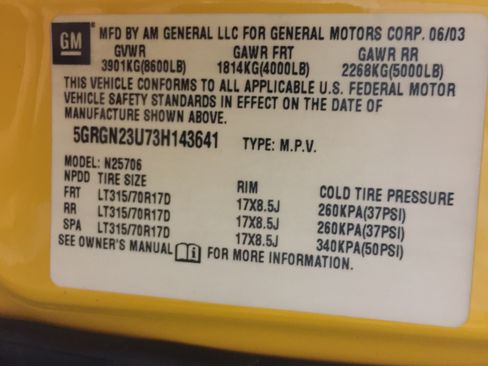 GM MFD BY AM GENERAL LLC FOR GENERAL MOTORS CORP. 06/03
GVWR GAWR FRT GAWR RR
3901KG(8600LB) 1814KG(4000LB) 2268KG(5000LB)
THIS VEHICLE CONFORMS TO ALL APPLICABLE U.S. FEDERAL MOTOR
VEHICLE SAFETY STANDARDS IN EFFECT ON THE DATE OF
MANUFACTURE SHOWN ABOVE.
5GRGN23U73H143641 TYPE: M.P.V.
MODEL: N25706
NPDD TIRE SIZE RIM COLD TIRE PRESSURE
FRT LT315/70R17D 17X8.5J 260KPA(37PSI)
RR LT315/70R17D 17X8.5J 260KPA(37PSI)
SPA LT315/70R17D 17X8.5J 340KPA(50PSI)
SEE OWNER'S MANUAL FOR MORE INFORMATION.